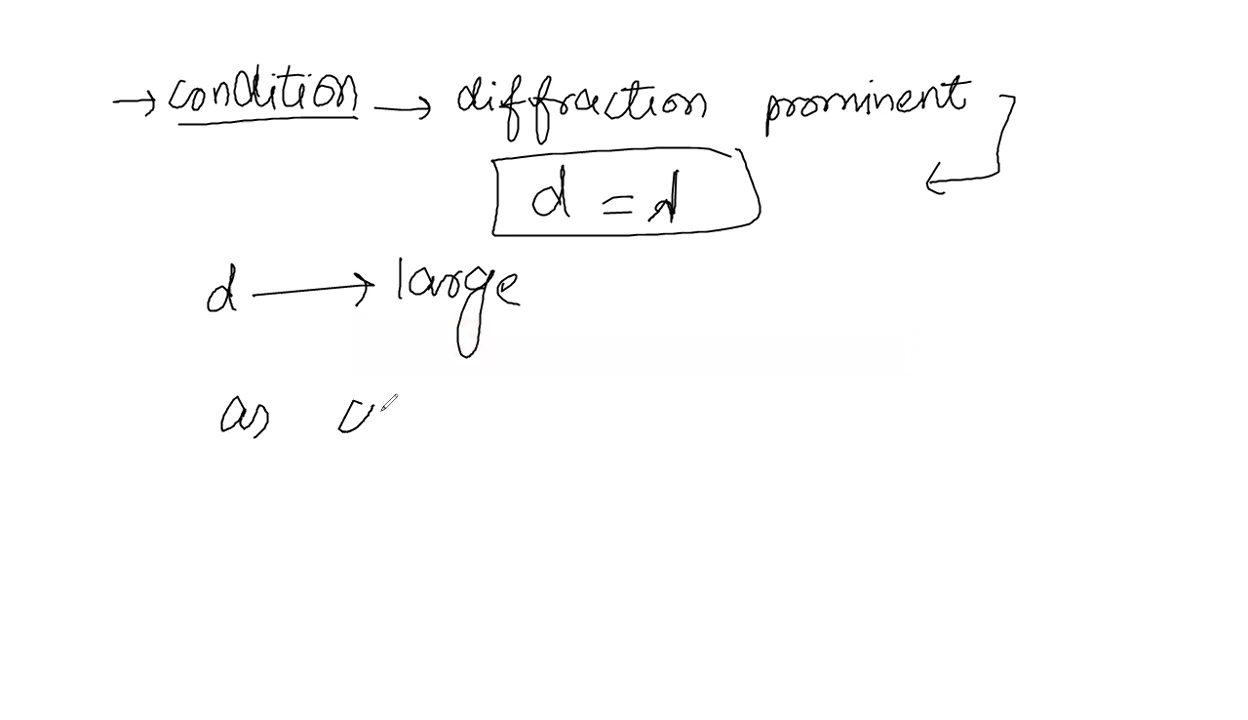 → condition → diffraction prominent
d = λ
d → large
as